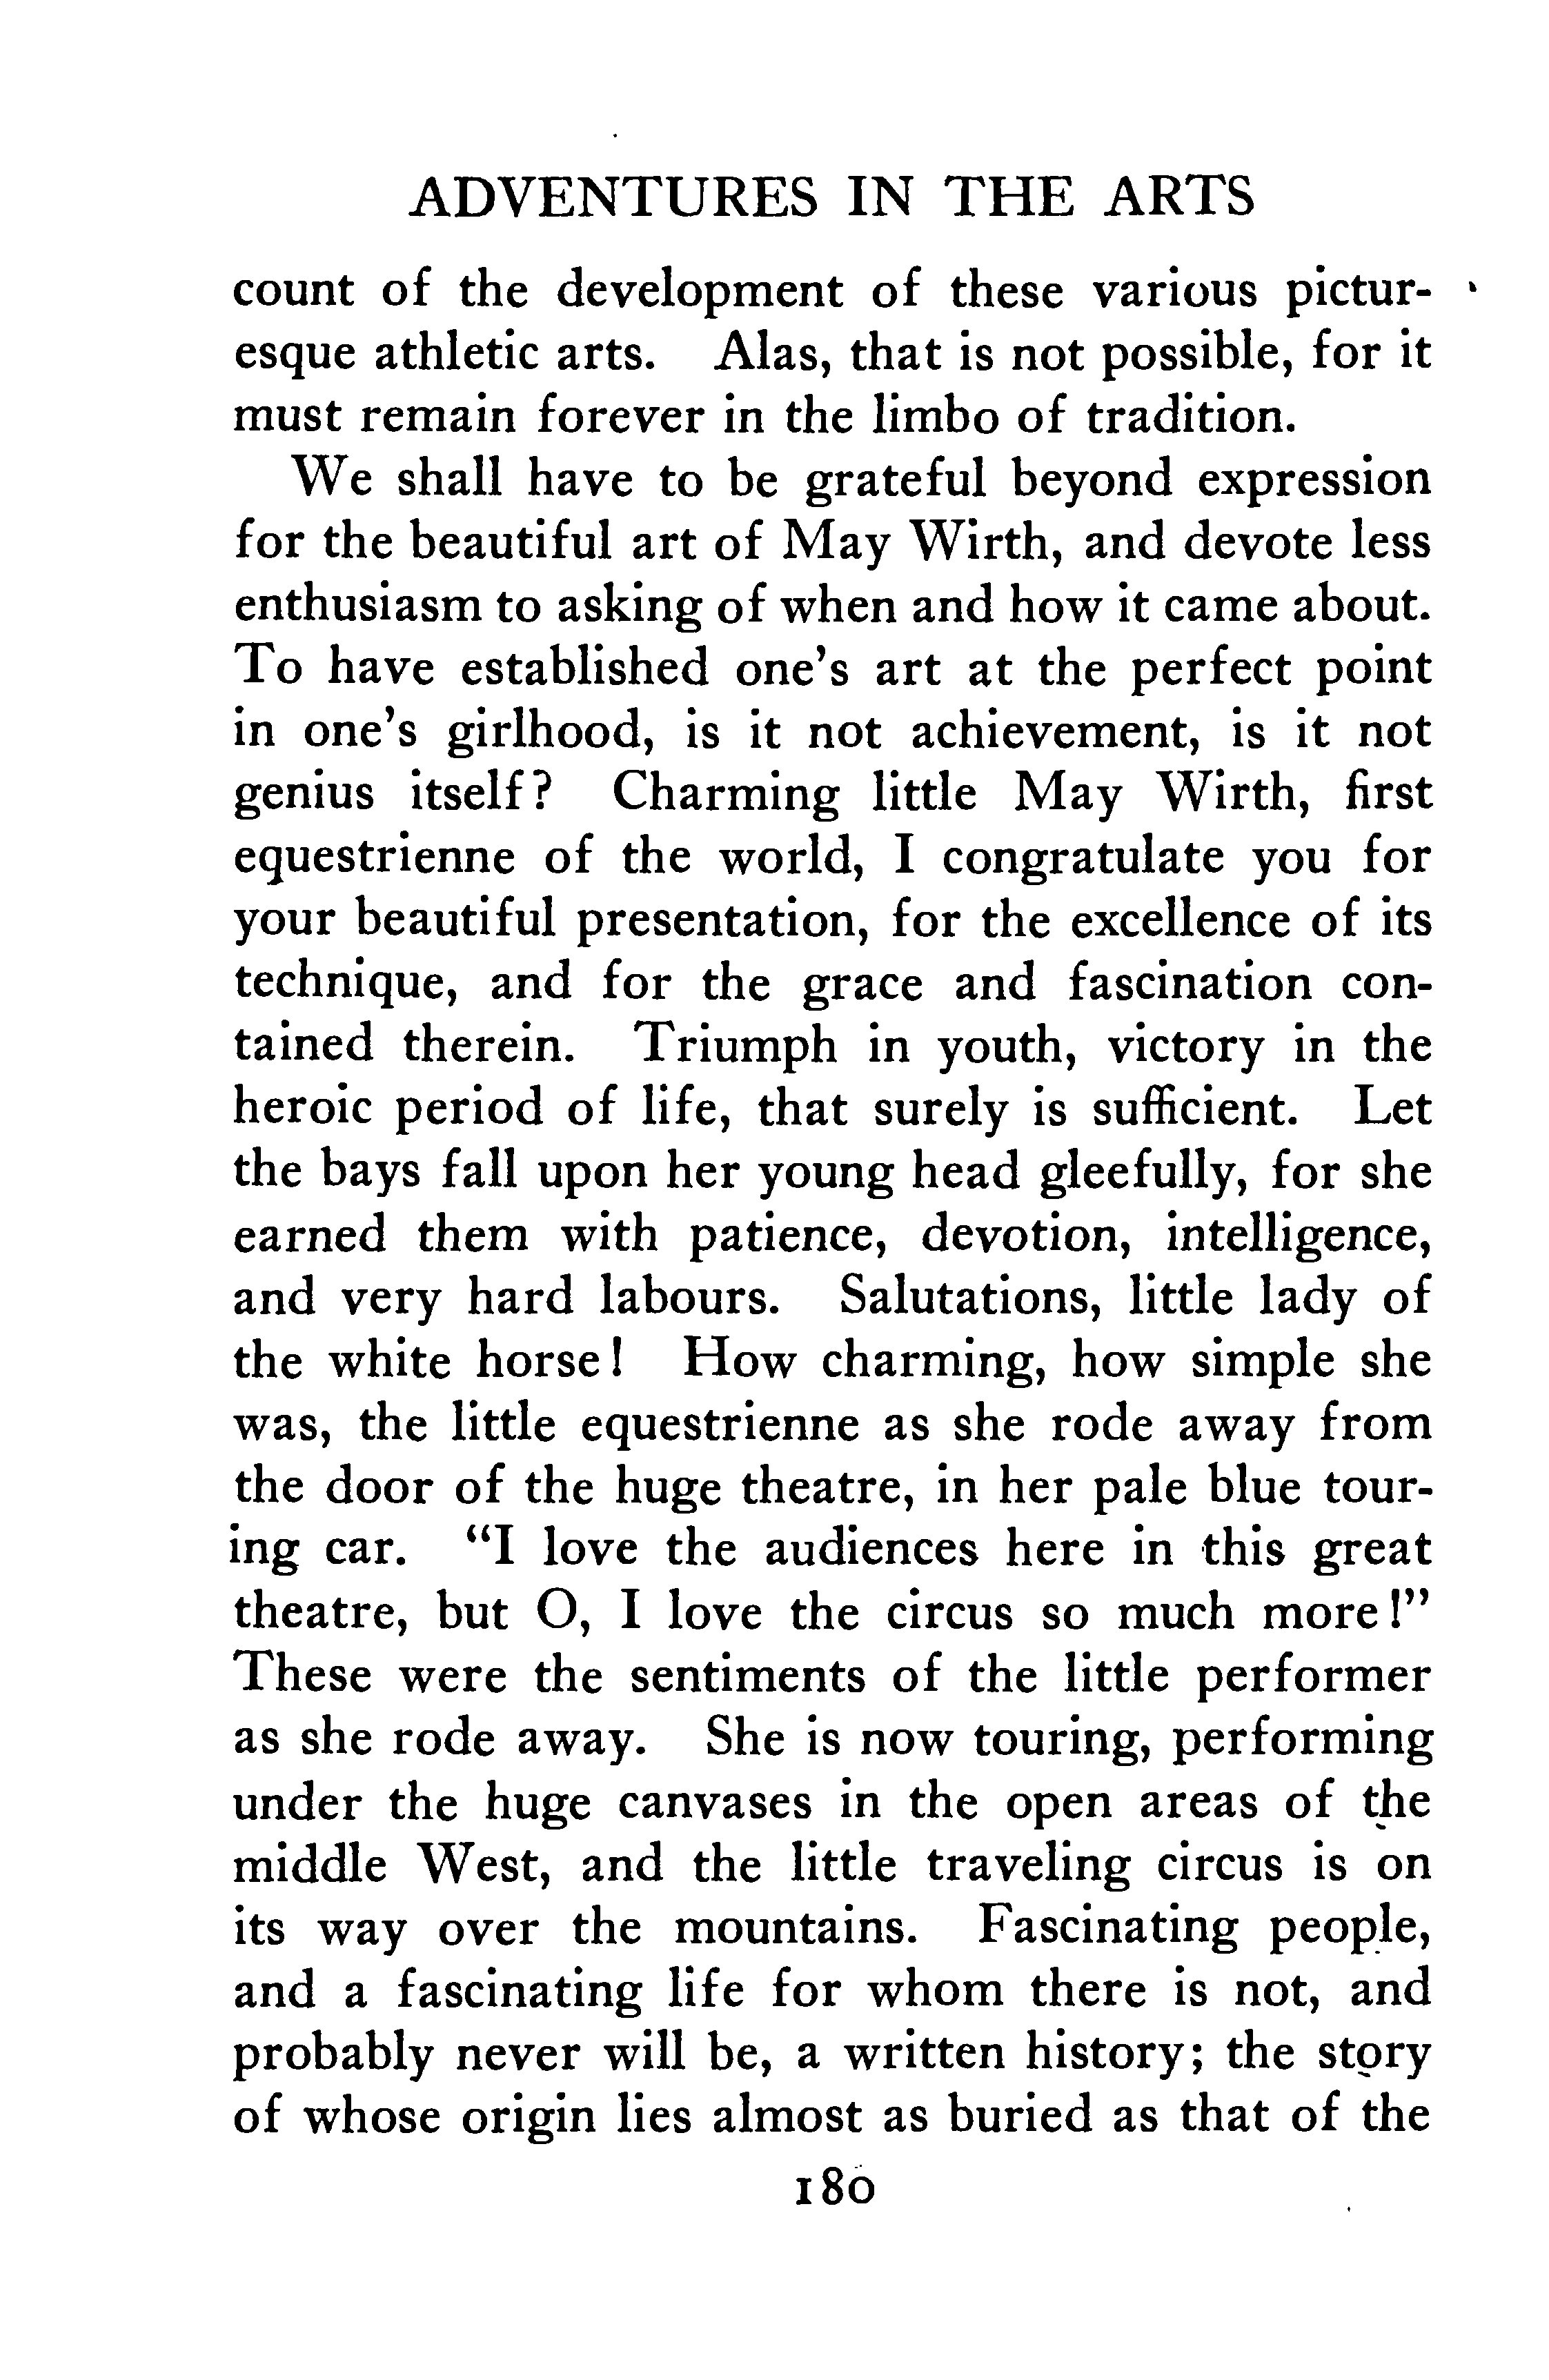 ADVENTURES IN THE ARTS
count of the development of these various pictur-
esque athletic arts. Alas, that is not possible, for it
must remain forever in the limbo of tradition.
We shall have to be grateful beyond expression
for the beautiful art of May Wirth, and devote less
enthusiasm to asking of when and how it came about.
To have established one's art at the perfect point
in one's girlhood, is it not achievement, is it not
genius itself? Charming little May Wirth, first
equestrienne of the world, I congratulate you for
your beautiful presentation, for the excellence of its
technique, and for the grace and fascination con-
tained therein. Triumph in youth, victory in the
heroic period of life, that surely is sufficient. Let
the bays fall upon her young head gleefully, for she
earned them with patience, devotion, intelligence,
and very hard labours. Salutations, little lady of
the white horse! How charming, how simple she
was, the little equestrienne as she rode away from
the door of the huge theatre, in her pale blue tour-
ing car. "I love the audiences here in this great
theatre, but O, I love the circus so much more!"
These were the sentiments of the little performer
as she rode away. She is now touring, performing
under the huge canvases in the open areas of the
middle West, and the little traveling circus is on
its way over the mountains. Fascinating people,
and a fascinating life for whom there is not, and
probably never will be, a written history; the story
of whose origin lies almost as buried as that of the
180